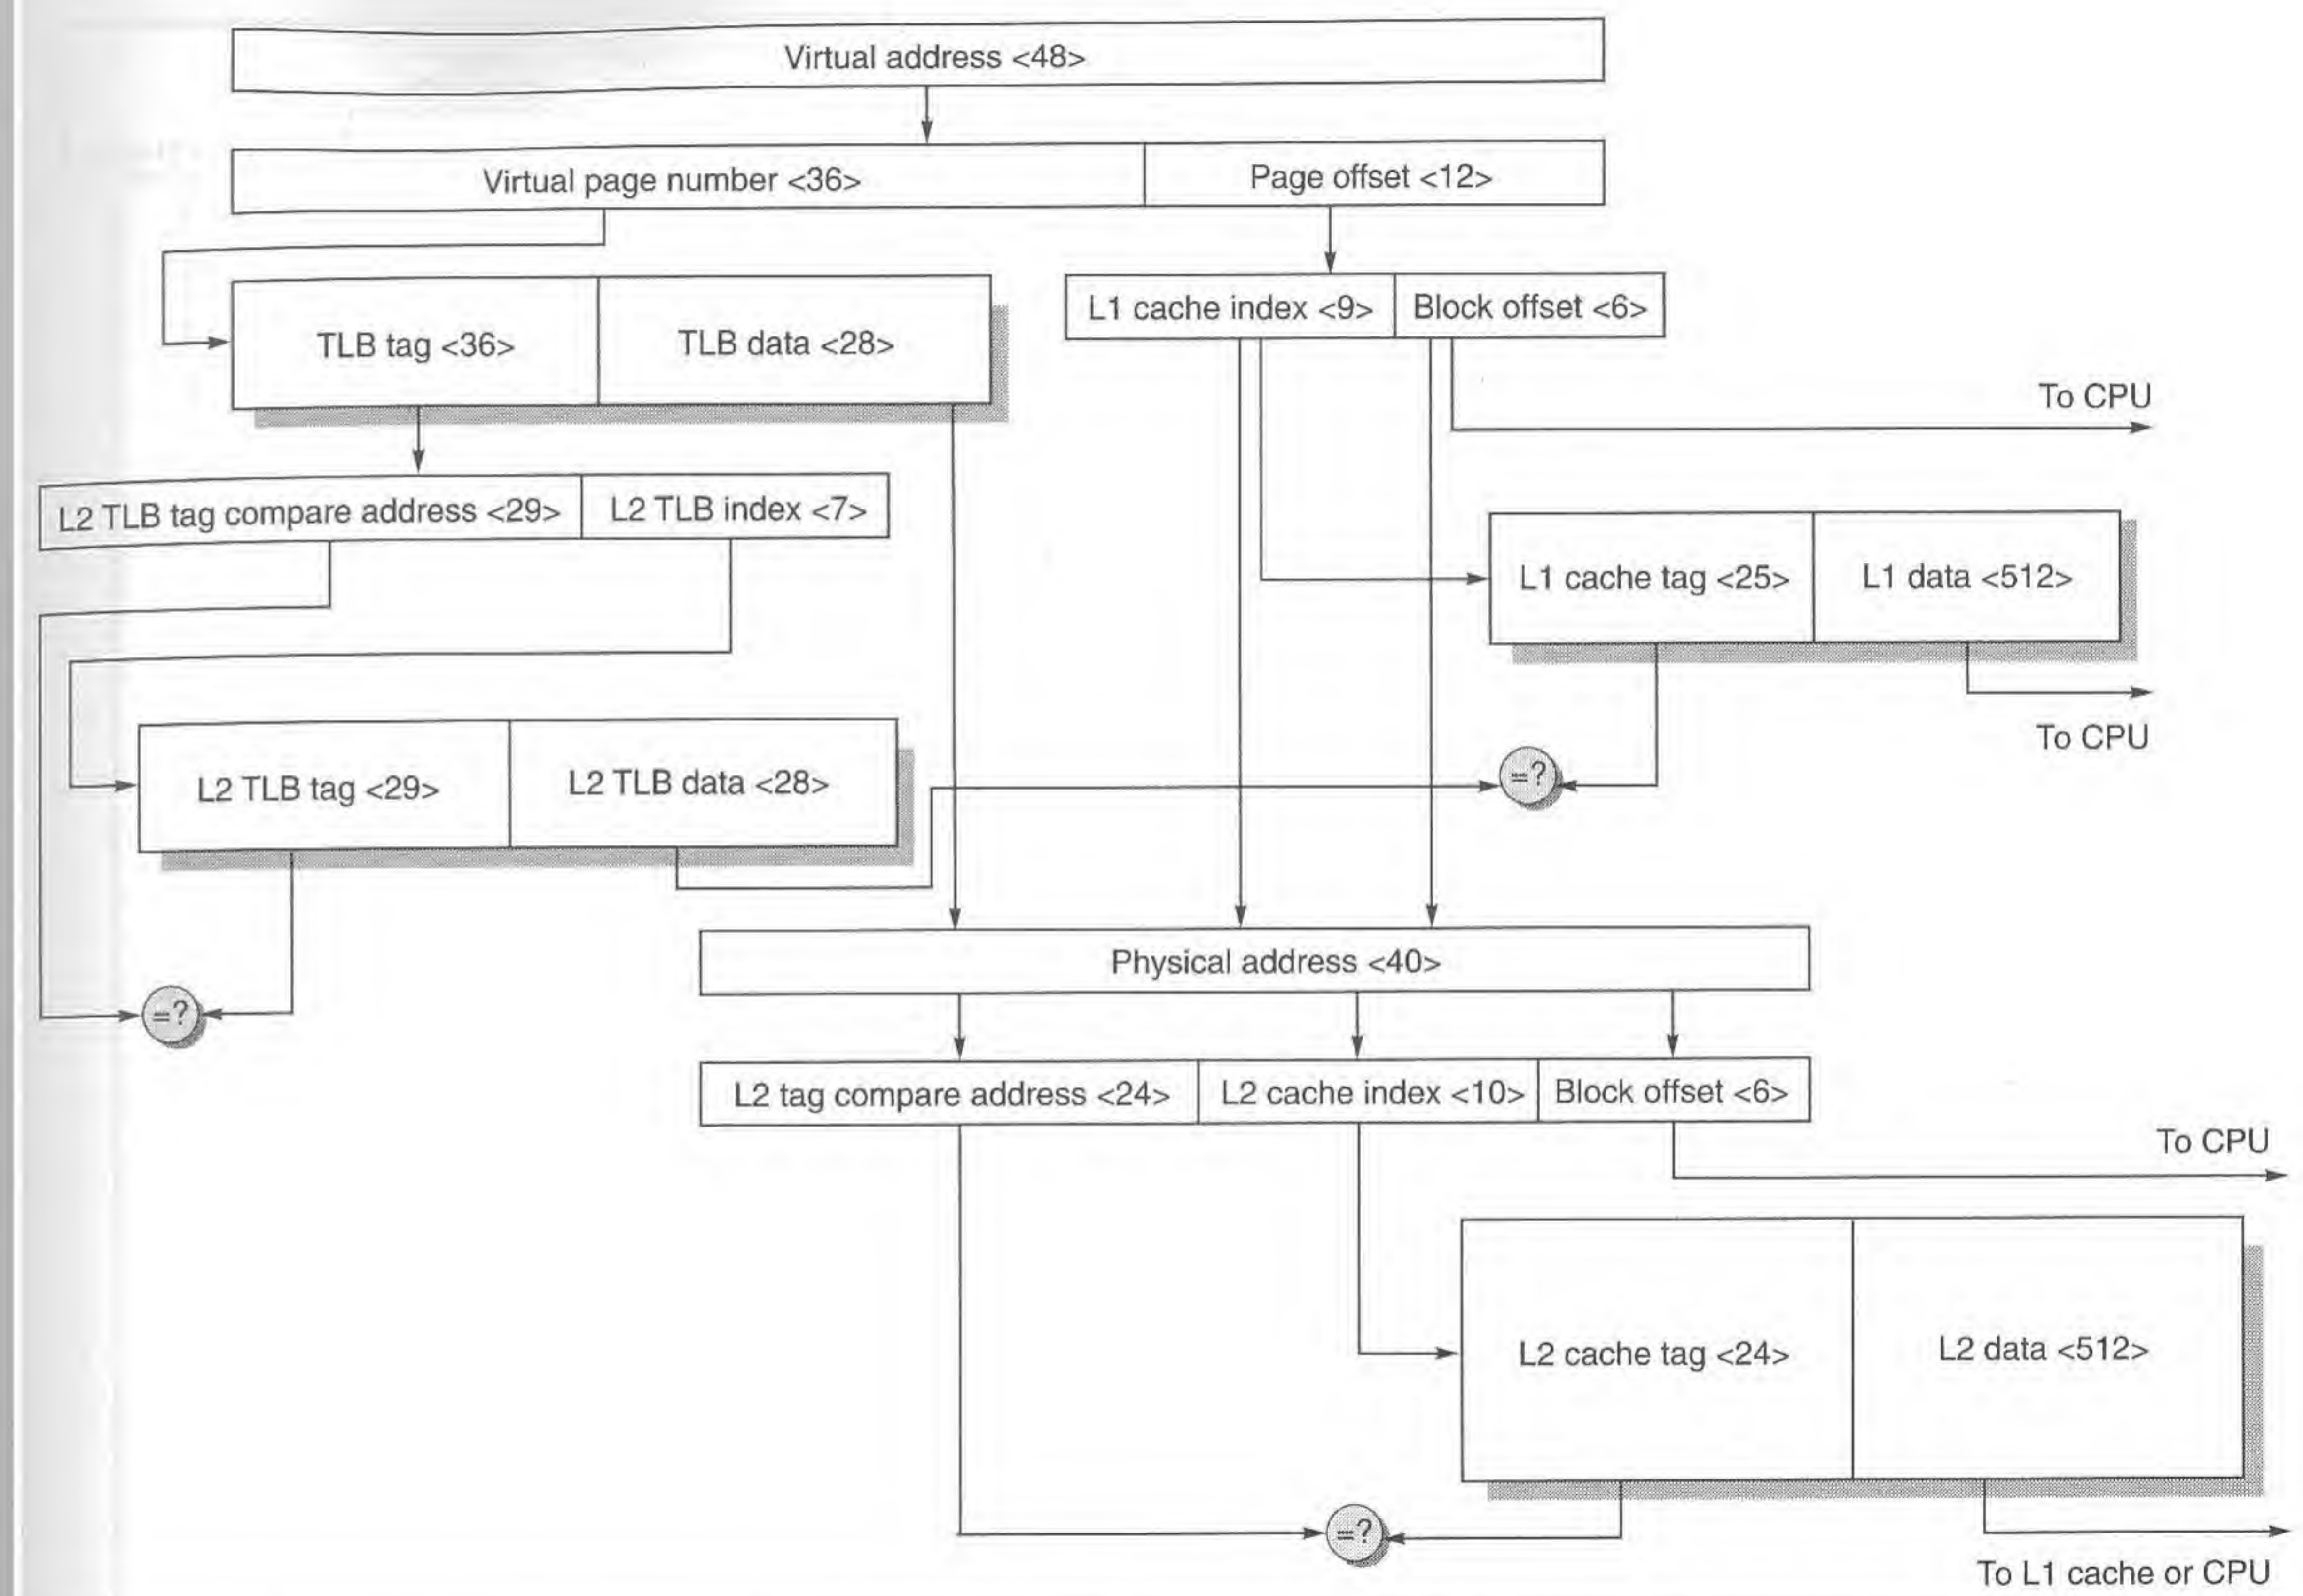 Virtual address <48>
Virtual page number <36>
Page offset <12>
TLB tag <36>
TLB data <28>
L1 cache index <9>
Block offset <6>
To CPU
L2 TLB tag compare address <29>
L2 TLB index <7>
L1 cache tag <25>
L1 data <512>
To CPU
L2 TLB tag <29>
L2 TLB data <28>
=?
Physical address <40>
=?
L2 tag compare address <24>
L2 cache index <10>
Block offset <6>
To CPU
L2 cache tag <24>
L2 data <512>
=?
To L1 cache or CPU